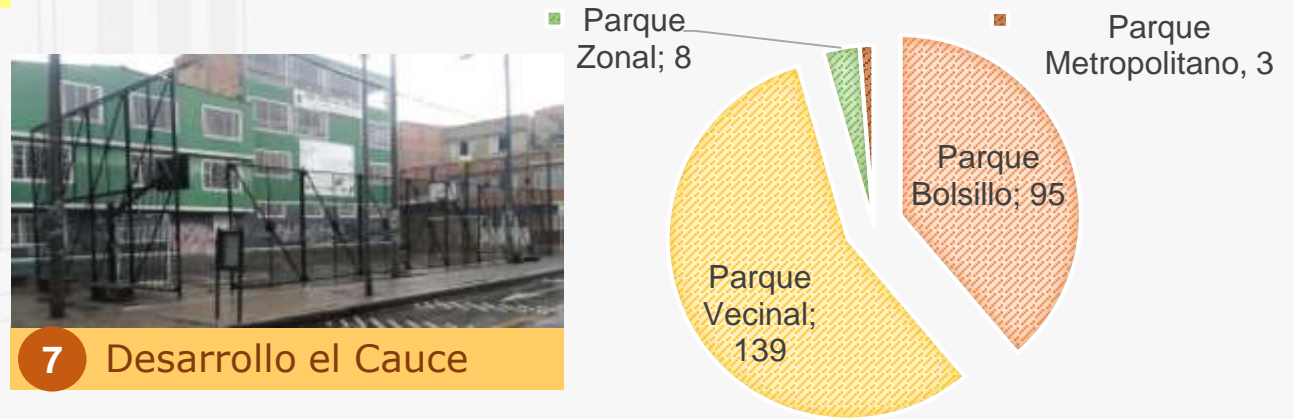 Parque
Zonal; 8
Parque
Metropolitano, 3
Parque
Bolsillo; 95
Parque
Vecinal;
139
7 Desarrollo el Cauce